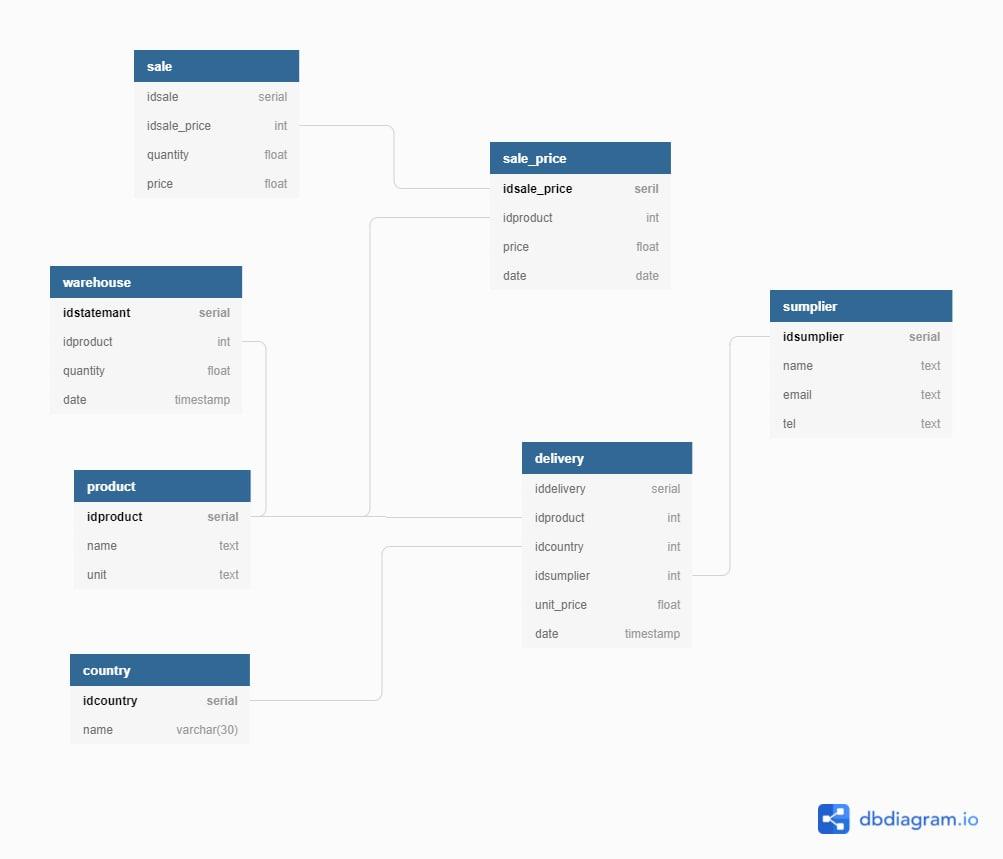 sale
idsale serial
idsale_price int
quantity float
price float
sale_price
idsale_price seril
idproduct int
price float
date date
warehouse
idstatemant serial
idproduct int
quantity float
date timestamp
sumplier
idsumplier serial
name text
email text
tel text
product
idproduct serial
name text
unit text
delivery
iddelivery serial
idproduct int
idcountry int
idsumplier int
unit_price float
date timestamp
country
idcountry serial
name varchar(30)
dbdiagram.io